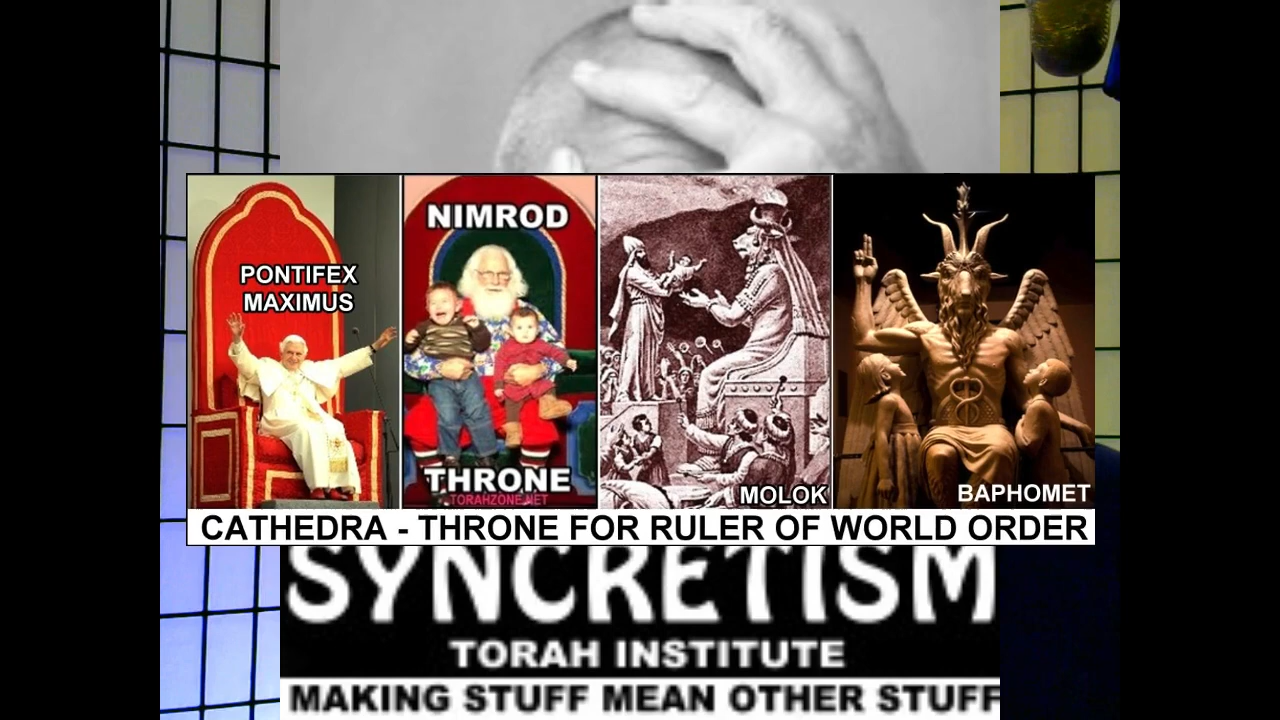 PONTIFEX
MAXIMUS
NIMROD
THRONE
TORAHZONE.NET
MOLOK
BAPHOMET
CATHEDRA - THRONE FOR RULER OF WORLD ORDER
SYNCRETISM
TORAH INSTITUTE
MAKING STUFF MEAN OTHER STUFF